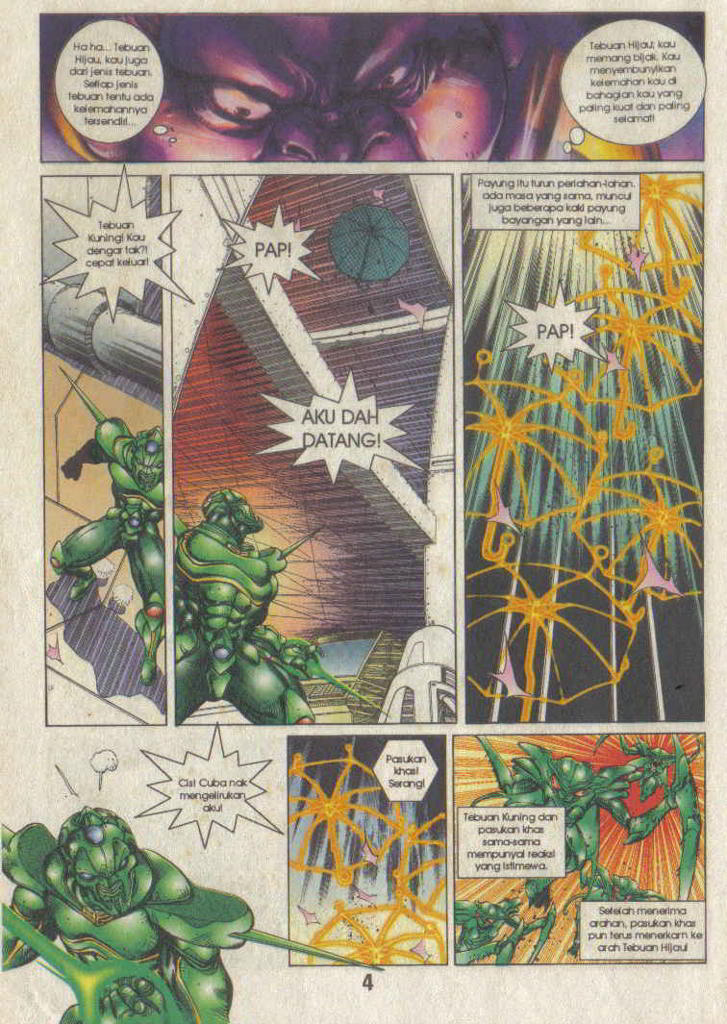 Ha ha... Tebuan
Hijau, kau juga
dari jenis tebuan.
Setiap jenis
tebuan tentu ada
kelemahannya
tersendiri...
Tebuan Hijau, kau
memang bijak. Kau
menyembunyikan
kelemahan kau di
bahagian kau yang
paling kuat dan paling
selamat!
Tebuan
Kuning! Kau
dengar tak?!
cepat keluar!
PAP!
AKU DAH
DATANG!
Payung itu turun perlahan-lahan.
ada masa yang sama, muncul
juga beberapa kaki payung
bayangan yang lain...
PAP!
Cis! Cuba nak
mengelirukan
aku!
Pasukan
khas!
Serang!
Tebuan Kuning dan
pasukan khas
sama-sama
mempunyai reaksi
yang istimewa.
Setelah menerima
arahan, pasukan khas
pun terus menerkam ke
arah Tebuan Hijau!
4